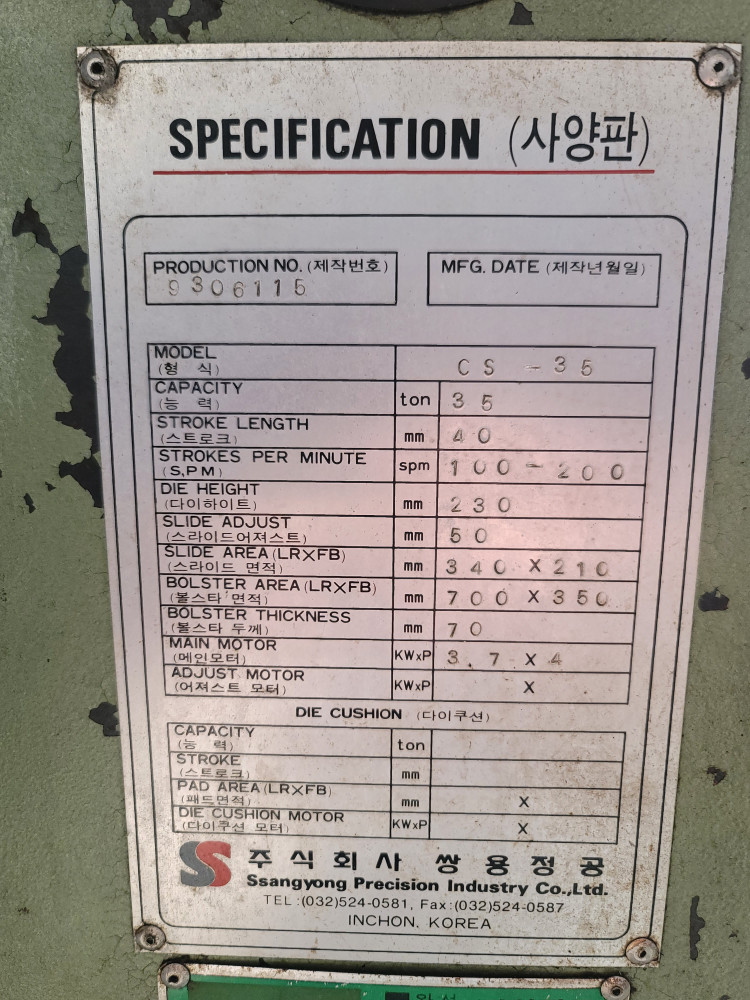 SPECIFICATION (사양판)
PRODUCTION NO. (제작번호)
9306115
MFG. DATE (제작년월일)
MODEL
(형 식)
CS-35
CAPACITY
(능 력) ton 35
STROKE LENGTH
(스트로크) mm 40
STROKES PER MINUTE
(S,P.M) spm 100-200
DIE HEIGHT
(다이하이트) mm 230
SLIDE ADJUST
(스라이드어져스트) mm 50
SLIDE AREA (LR×FB)
(스라이드 면적) mm 340 X 210
BOLSTER AREA (LR×FB)
(볼스타 면적) mm 700 X 350
BOLSTER THICKNESS
(볼스타 두께) mm 70
MAIN MOTOR
(메인모터) KW×P 3.7 X 4
ADJUST MOTOR
(어져스트 모터) KW×P X
DIE CUSHION (다이쿠션)
CAPACITY
(능 력) ton
STROKE
(스트로크) mm
PAD AREA (LR×FB)
(패드면적) mm X
DIE CUSHION MOTOR
(다이쿠션 모터) KW×P X
주식회사 쌍용정공
Ssangyong Precision Industry Co.,Ltd.
TEL:(032)524-0581, Fax:(032)524-0587
INCHON, KOREA